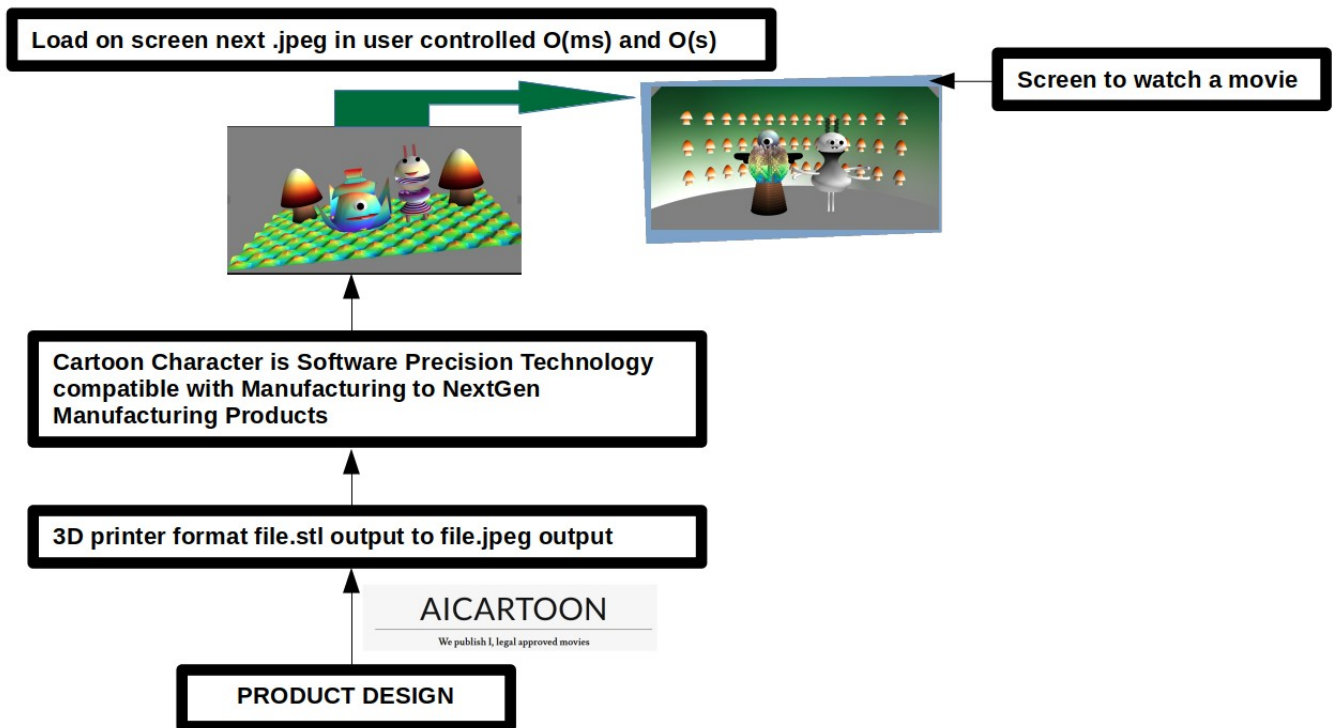 Load on screen next .jpeg in user controlled O(ms) and O(s)
Screen to watch a movie
Cartoon Character is Software Precision Technology
compatible with Manufacturing to NextGen
Manufacturing Products
3D printer format file.stl output to file.jpeg output
AICARTOON
We publish I, legal approved movies
PRODUCT DESIGN